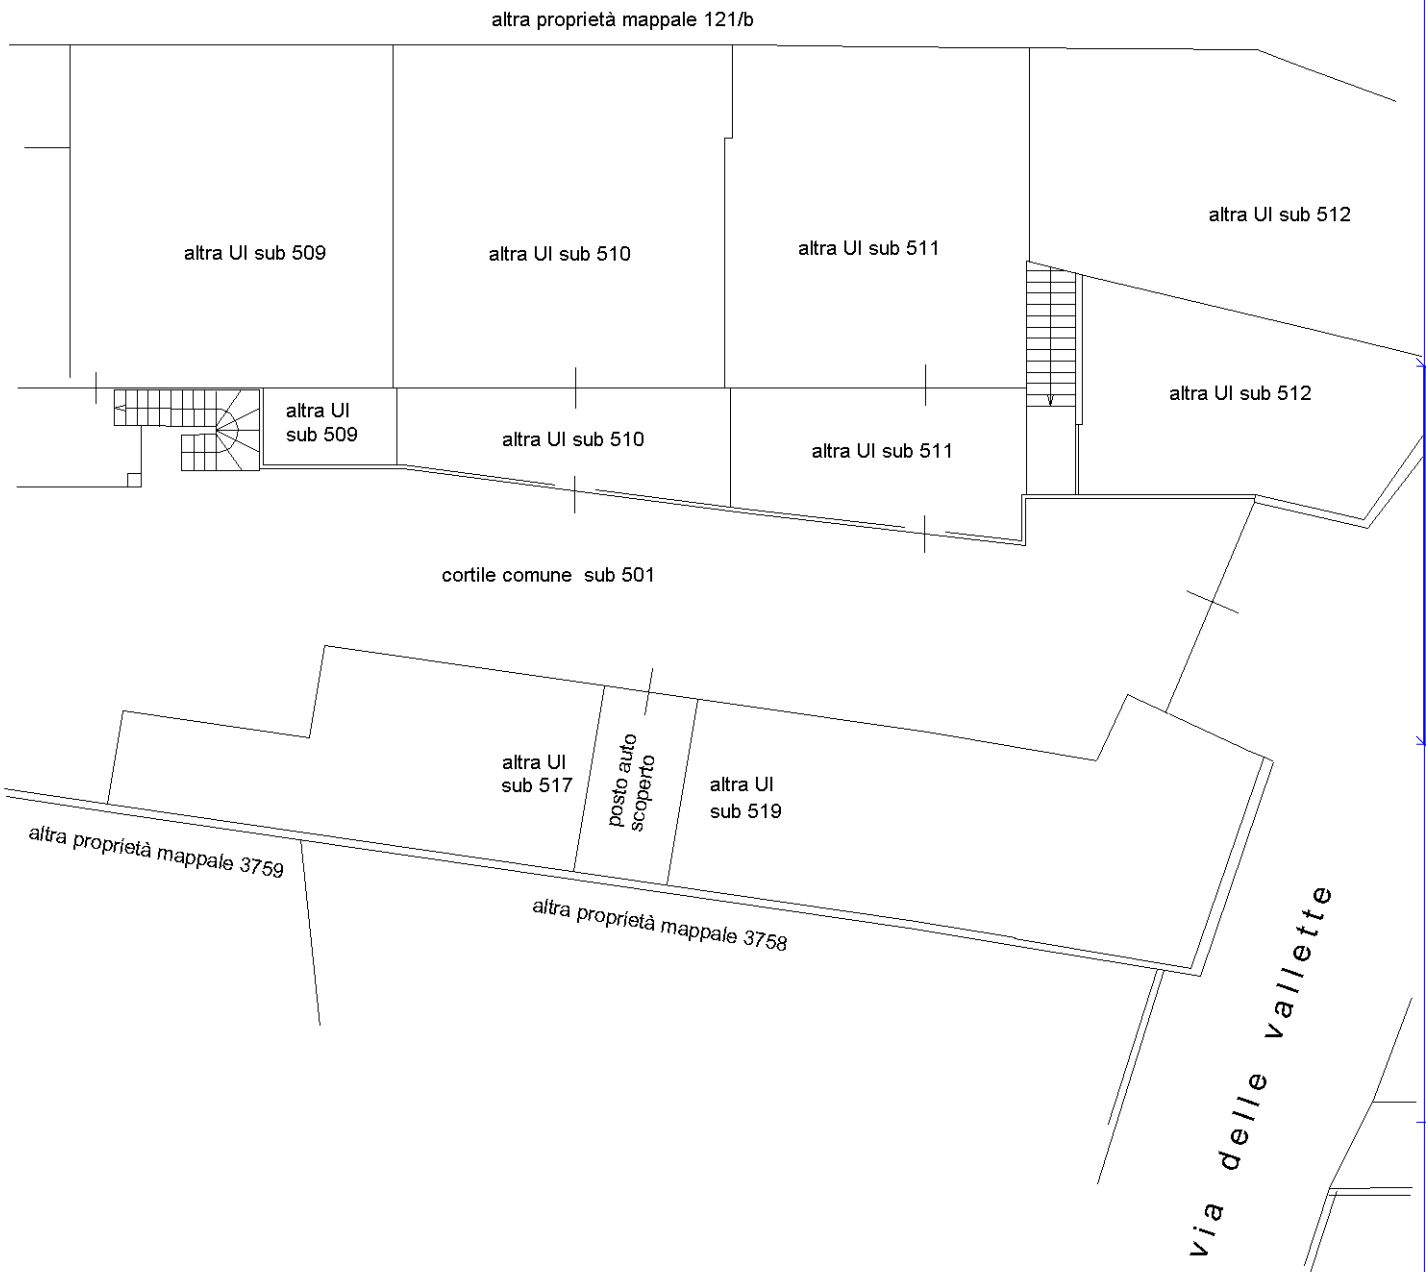 altra proprietà mappale 121/b
altra UI sub 512
altra UI sub 509
altra UI sub 510
altra UI sub 511
altra UI sub 512
altra UI
sub 509
altra UI sub 510
altra UI sub 511
cortile comune sub 501
altra UI
sub 517
posto auto
scoperto
altra UI
sub 519
altra proprietà mappale 3759
altra proprietà mappale 3758
via delle vallette